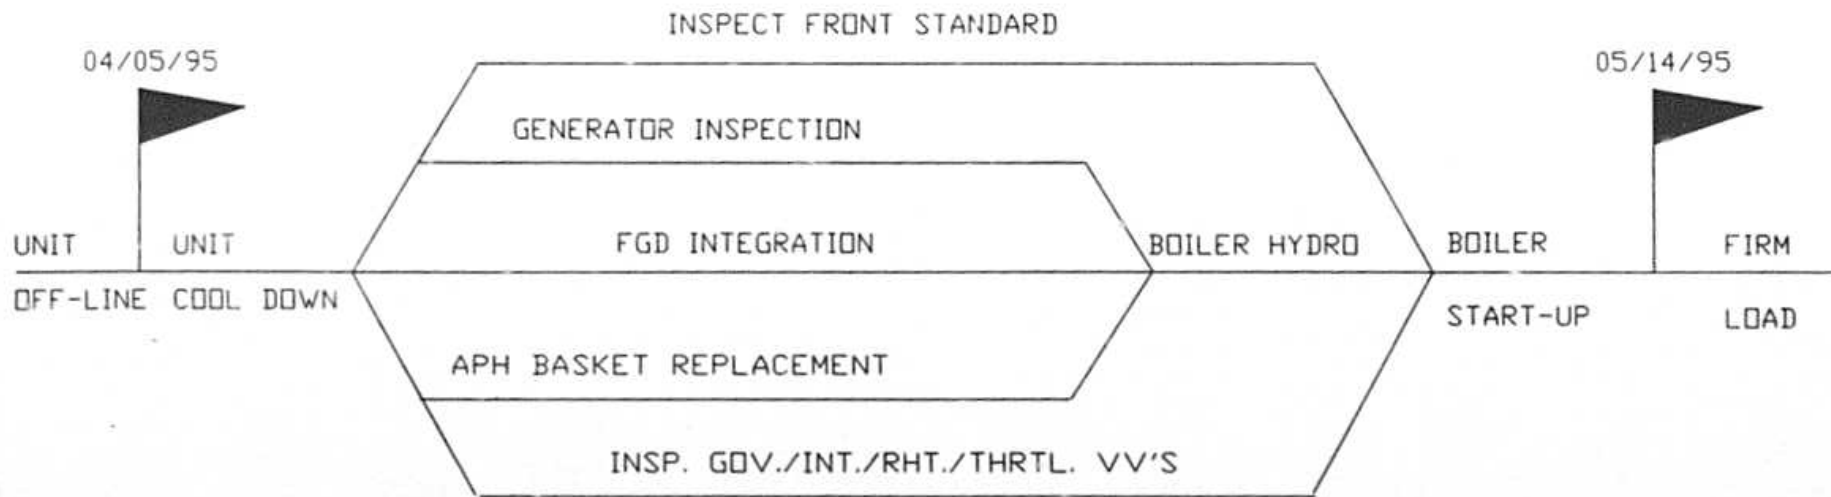 INSPECT FRONT STANDARD
04/05/95
05/14/95
GENERATOR INSPECTION
UNIT
UNIT
FGD INTEGRATION
BOILER HYDRO
BOILER
FIRM
OFF-LINE
COOL DOWN
START-UP
LOAD
APH BASKET REPLACEMENT
INSP. GOV./INT./RHT./THRTL. VV'S